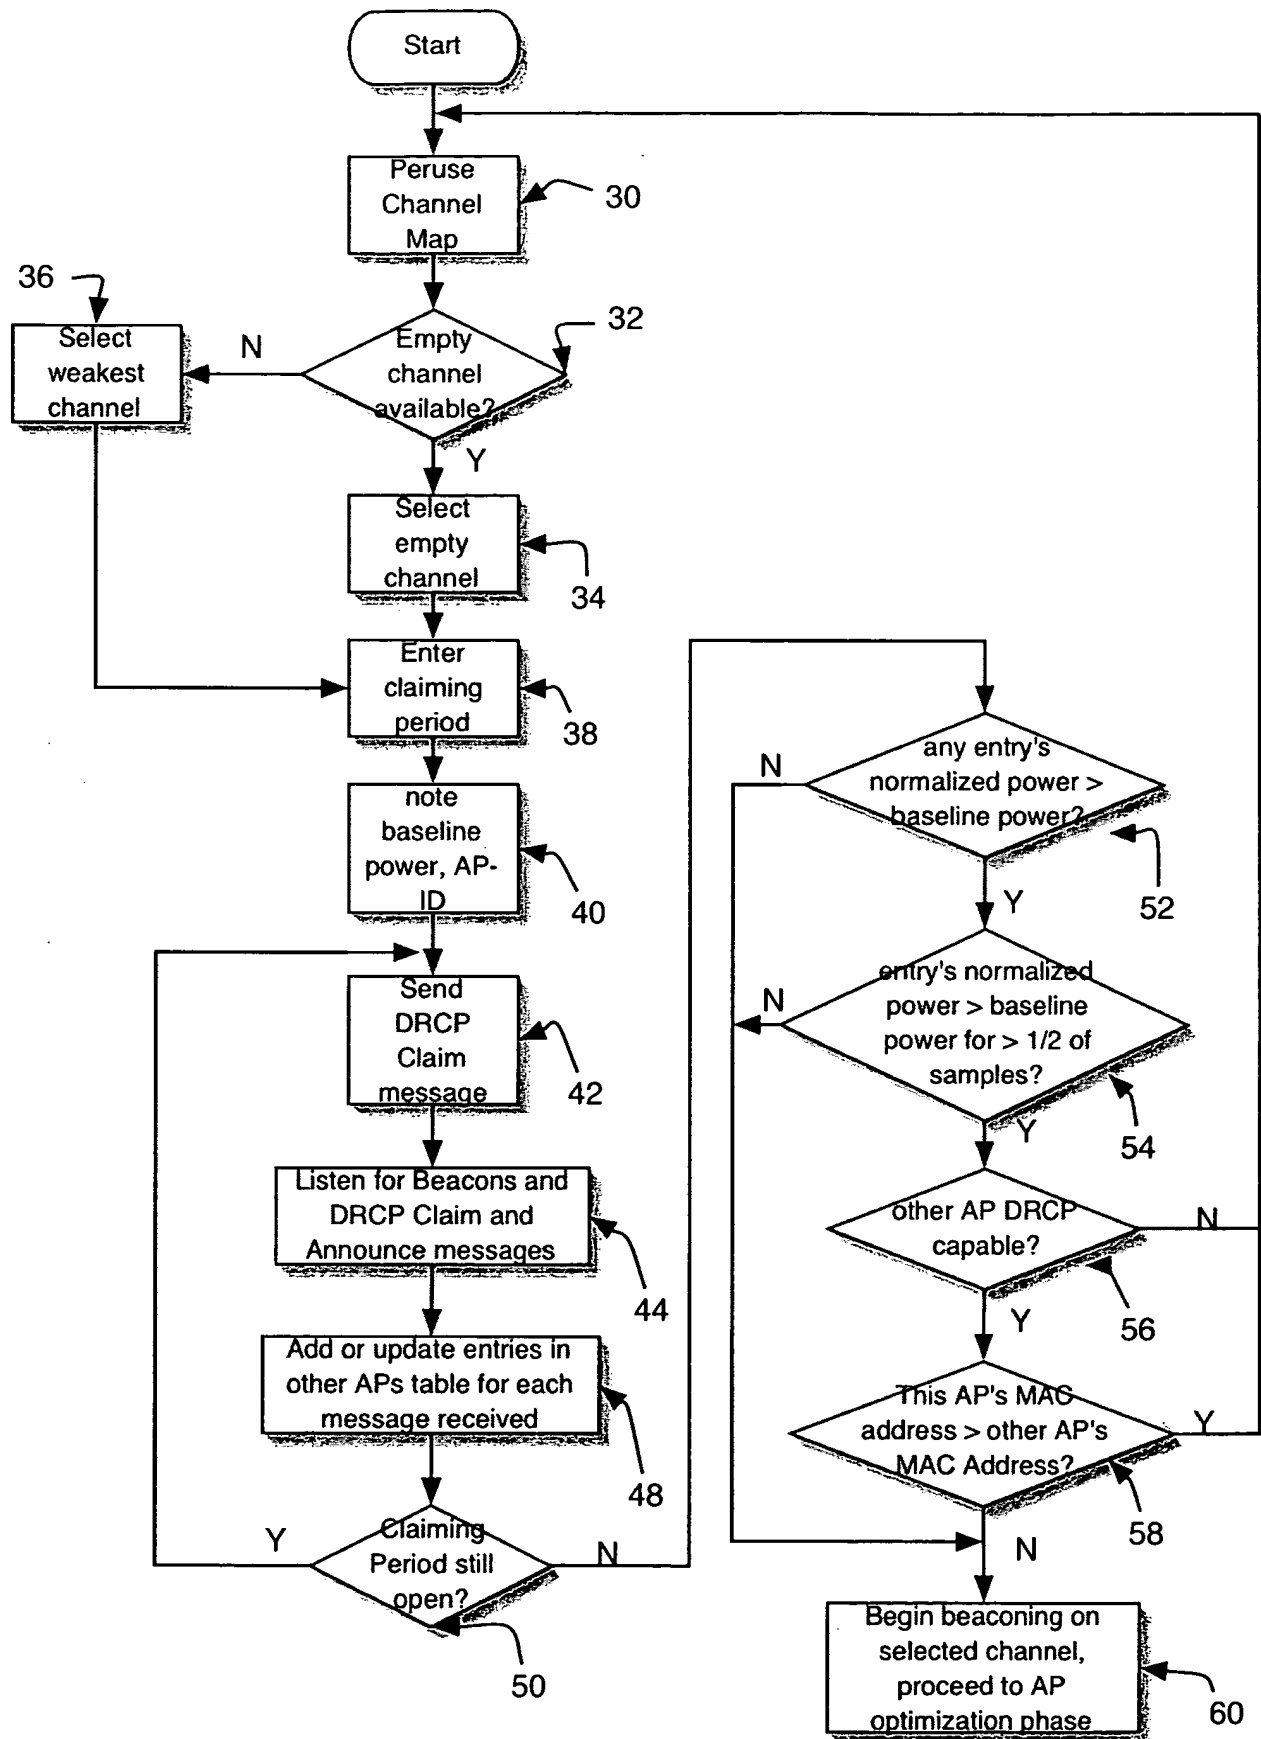 Start
Peruse
Channel
Map
30
36
32
Select
weakest
channel
N
Empty
channel
available?
Y
Select
empty
channel
34
Enter
claiming
period
38
note
baseline
power, AP-
ID
40
Send
DRCP
Claim
message
42
Listen for Beacons and
DRCP Claim and
Announce messages
44
Add or update entries in
other APs table for each
message received
48
Y
Claiming
Period still
open?
N
50
any entry's
normalized power >
baseline power?
N
52
Y
entry's normalized
power > baseline
power for > 1/2 of
samples?
N
54
Y
other AP DRCP
capable?
N
56
Y
This AP's MAC
address > other AP's
MAC Address?
Y
58
N
Begin beaconing on
selected channel,
proceed to AP
optimization phase
60